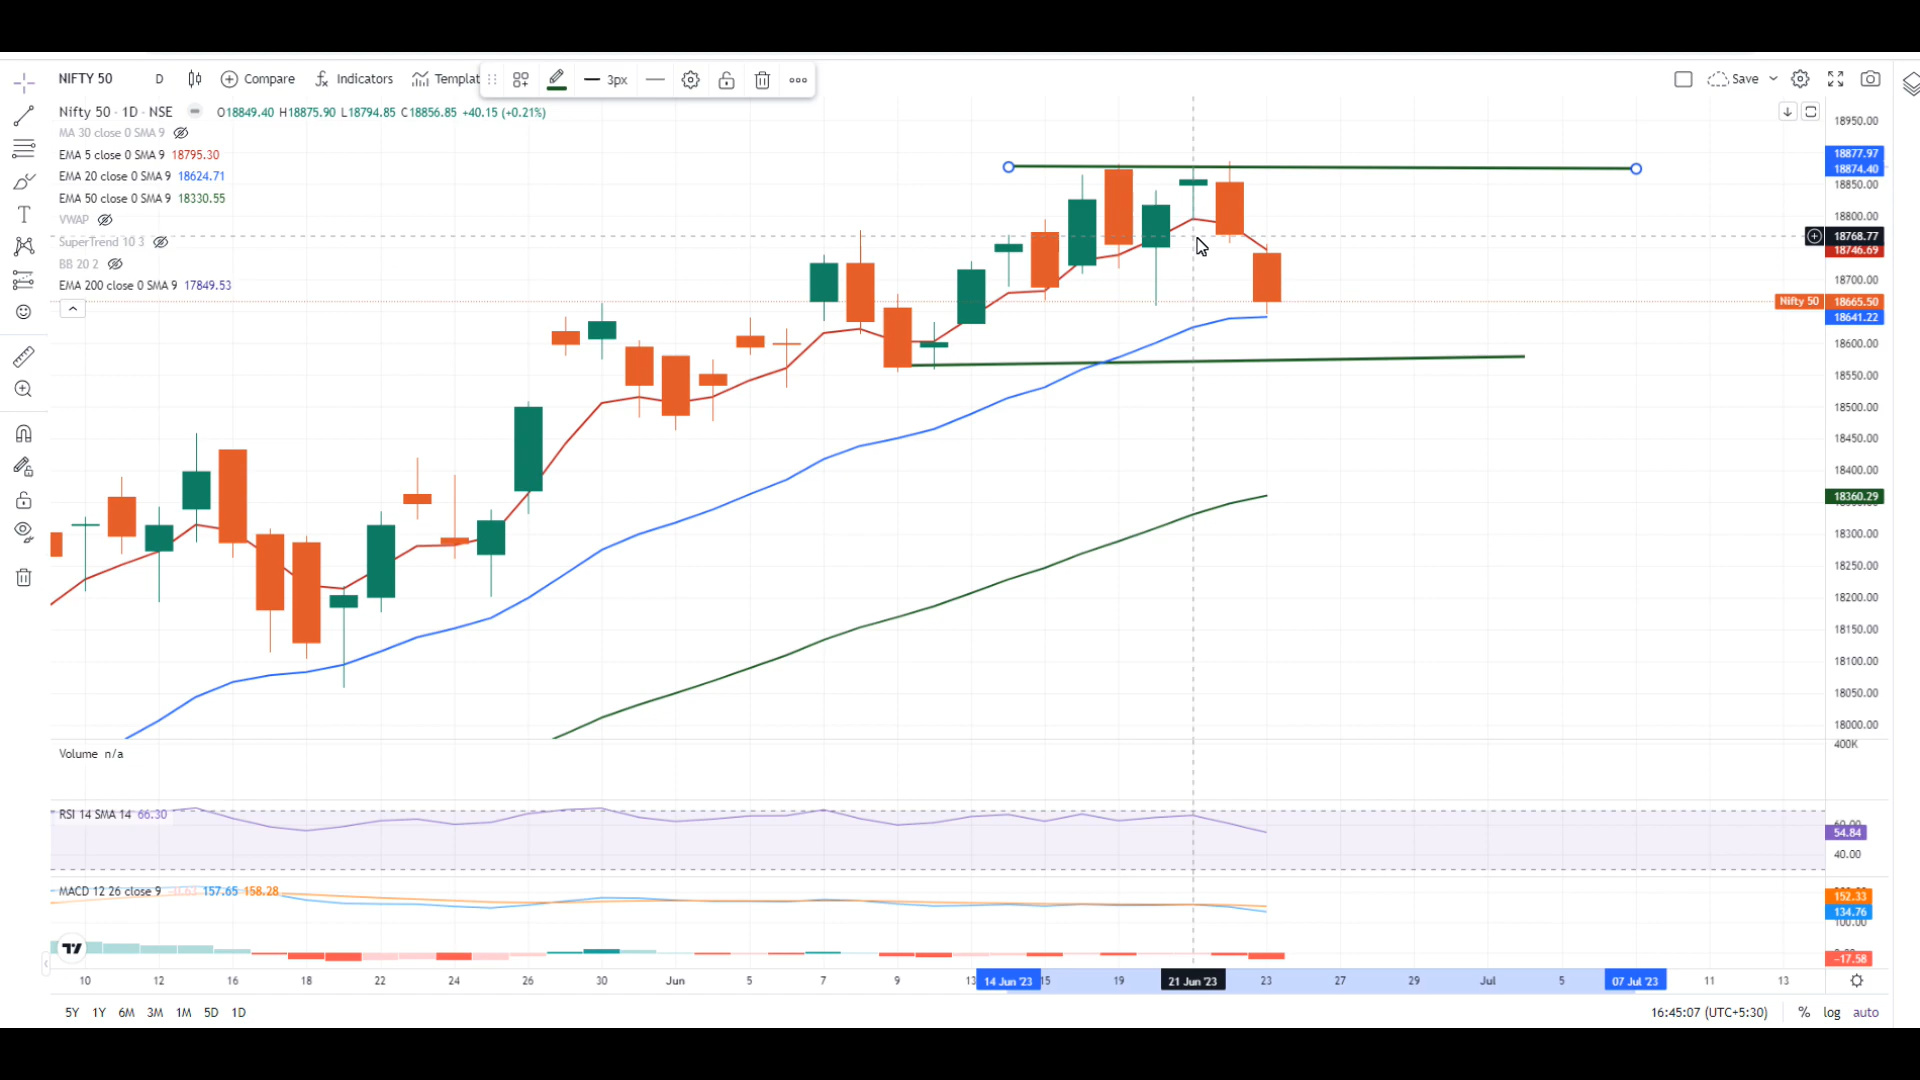 NIFTY 50 D Compare Indicators Templat 3px Save
Nifty 50 · 1D · NSE O18849.40 H18875.90 L18794.85 C18856.85 +40.15 (+0.21%)
MA 30 close 0 SMA 9
EMA 5 close 0 SMA 9 18795.30
EMA 20 close 0 SMA 9 18624.71
EMA 50 close 0 SMA 9 18330.55
VWAP
SuperTrend 10 3
BB 20 2
EMA 200 close 0 SMA 9 17849.53
18950.00
18877.97
18874.40
18850.00
18800.00
18768.77
18746.69
18700.00
Nifty 50 18665.50
18641.22
18600.00
18550.00
18500.00
18450.00
18400.00
18360.29
18300.00
18250.00
18200.00
18150.00
18100.00
18050.00
18000.00
400K
Volume n/a
RSI 14 SMA 14 66.30
60.00
54.84
40.00
MACD 12 26 close 9 157.65 158.28
152.33
134.76
100.00
-17.58
10 12 16 18 22 24 26 30 Jun 5 7 9 13 14 Jun '23 15 19 21 Jun '23 23 27 29 Jul 5 07 Jul '23 11 13
5Y 1Y 6M 3M 1M 5D 1D 16:45:07 (UTC+5:30) % log auto